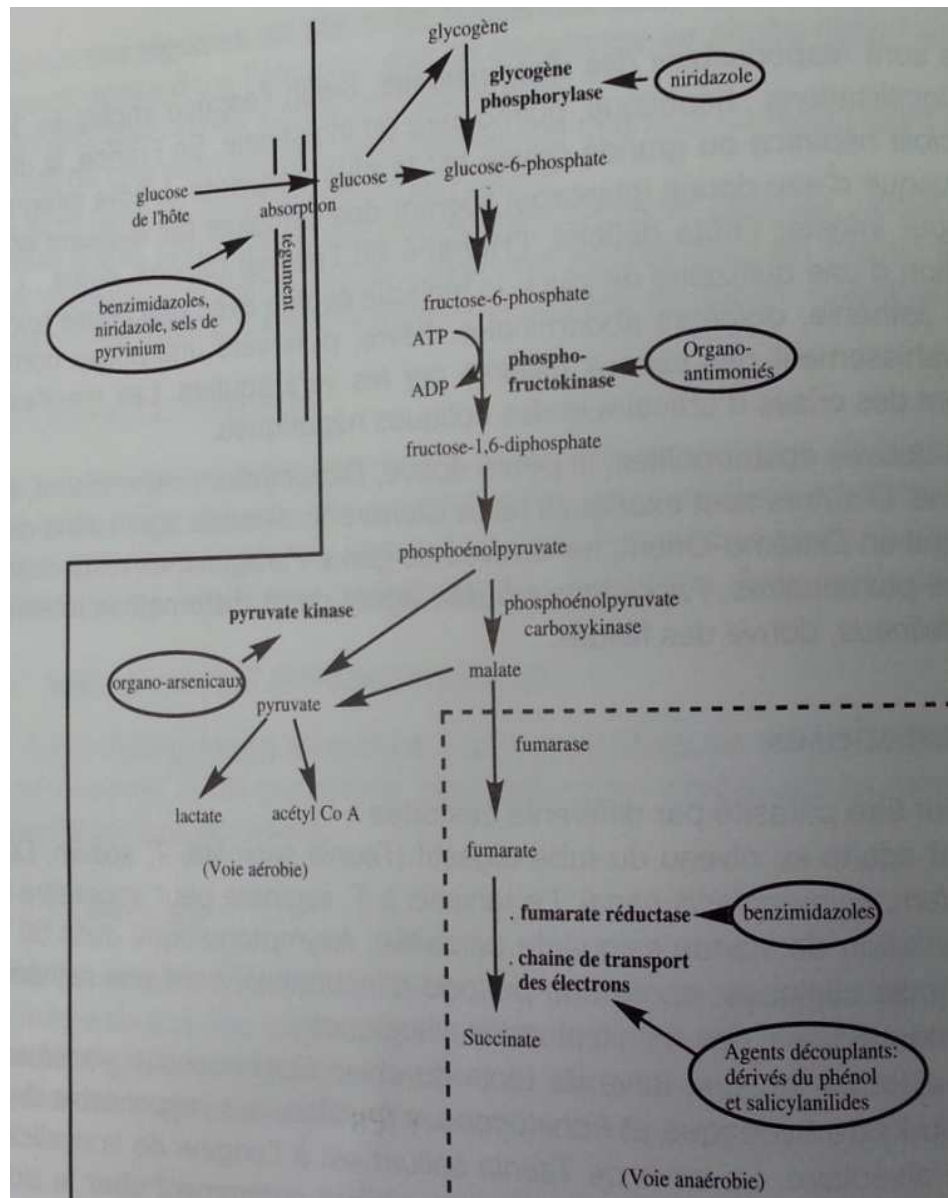 glycogène
glycogène
phosphorylase
niridazole
glucose
de l'hôte
absorption
glucose
glucose-6-phosphate
tégument
benzimidazoles,
niridazole, sels de
pyrvinium
fructose-6-phosphate
ATP
ADP
phospho-
fructokinase
Organo-
antimoniés
fructose-1,6-diphosphate
phosphoénolpyruvate
pyruvate kinase
phosphoénolpyruvate
carboxykinase
organo-arsenicaux
malate
pyruvate
fumarase
lactate
acétyl Co A
(Voie aérobie)
fumarate
. fumarate réductase
benzimidazoles
. chaine de transport
des électrons
Succinate
Agents découplants:
dérivés du phénol
et salicylanilides
(Voie anaérobie)